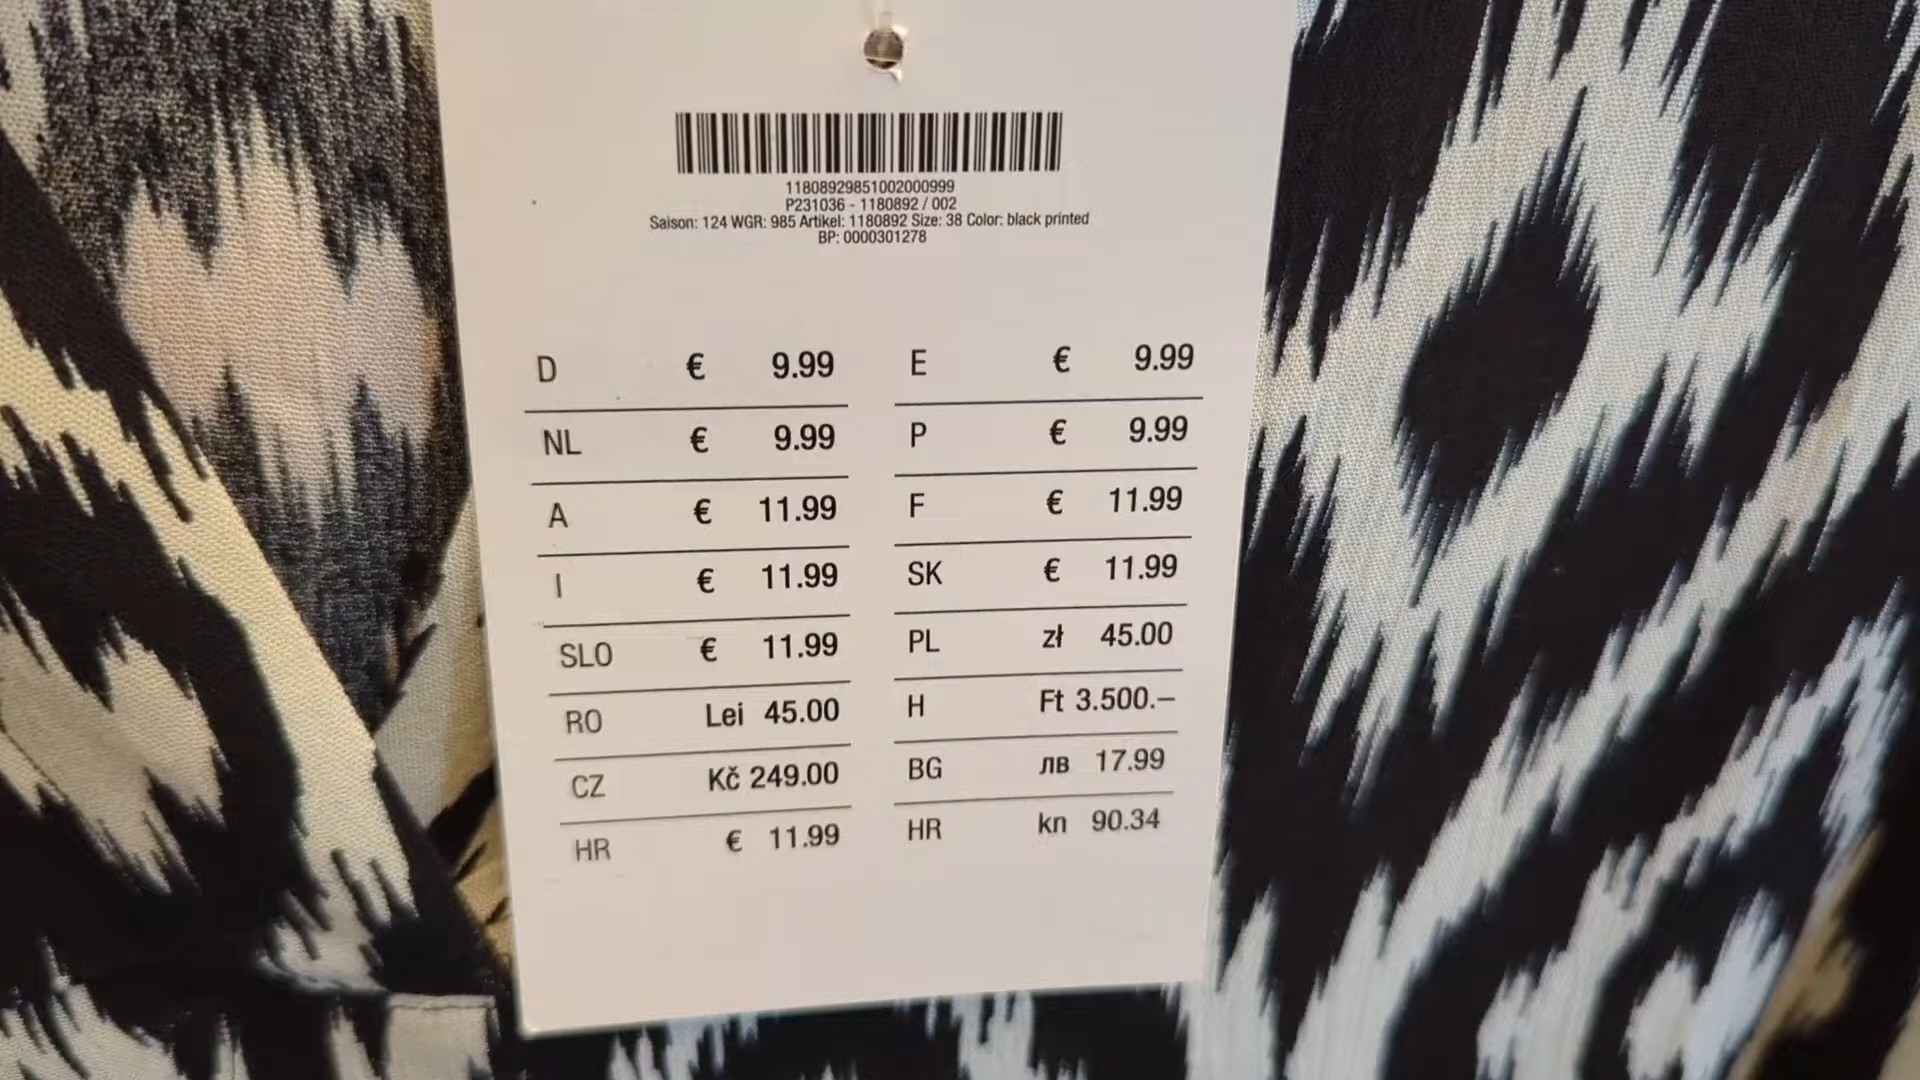 11808929851002000999
P231036 - 1180892 / 002
Saison: 124 WGR: 985 Artikel: 1180892 Size: 38 Color: black printed
BP: 0000301278
D € 9.99 E € 9.99
NL € 9.99 P € 9.99
A € 11.99 F € 11.99
I € 11.99 SK € 11.99
SLO € 11.99 PL zł 45.00
RO Lei 45.00 H Ft 3.500.–
CZ Kč 249.00 BG лв 17.99
HR € 11.99 HR kn 90.34